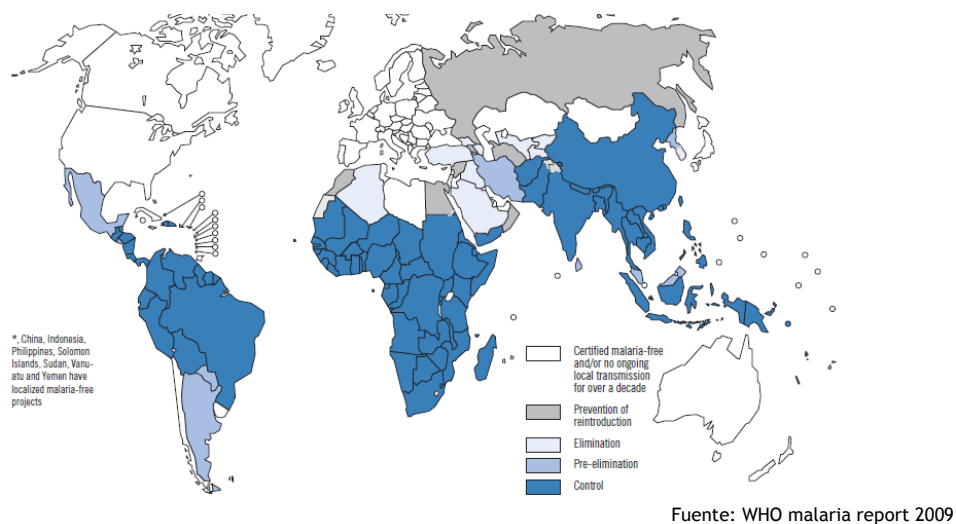 *, China, Indonesia,
Philippines, Solomon
Islands, Sudan, Vanu-
atu and Yemen have
localized malaria-free
projects
Certified malaria-free
and/or no ongoing
local transmission
for over a decade
Prevention of
reintroduction
Elimination
Pre-elimination
Control
Fuente: WHO malaria report 2009